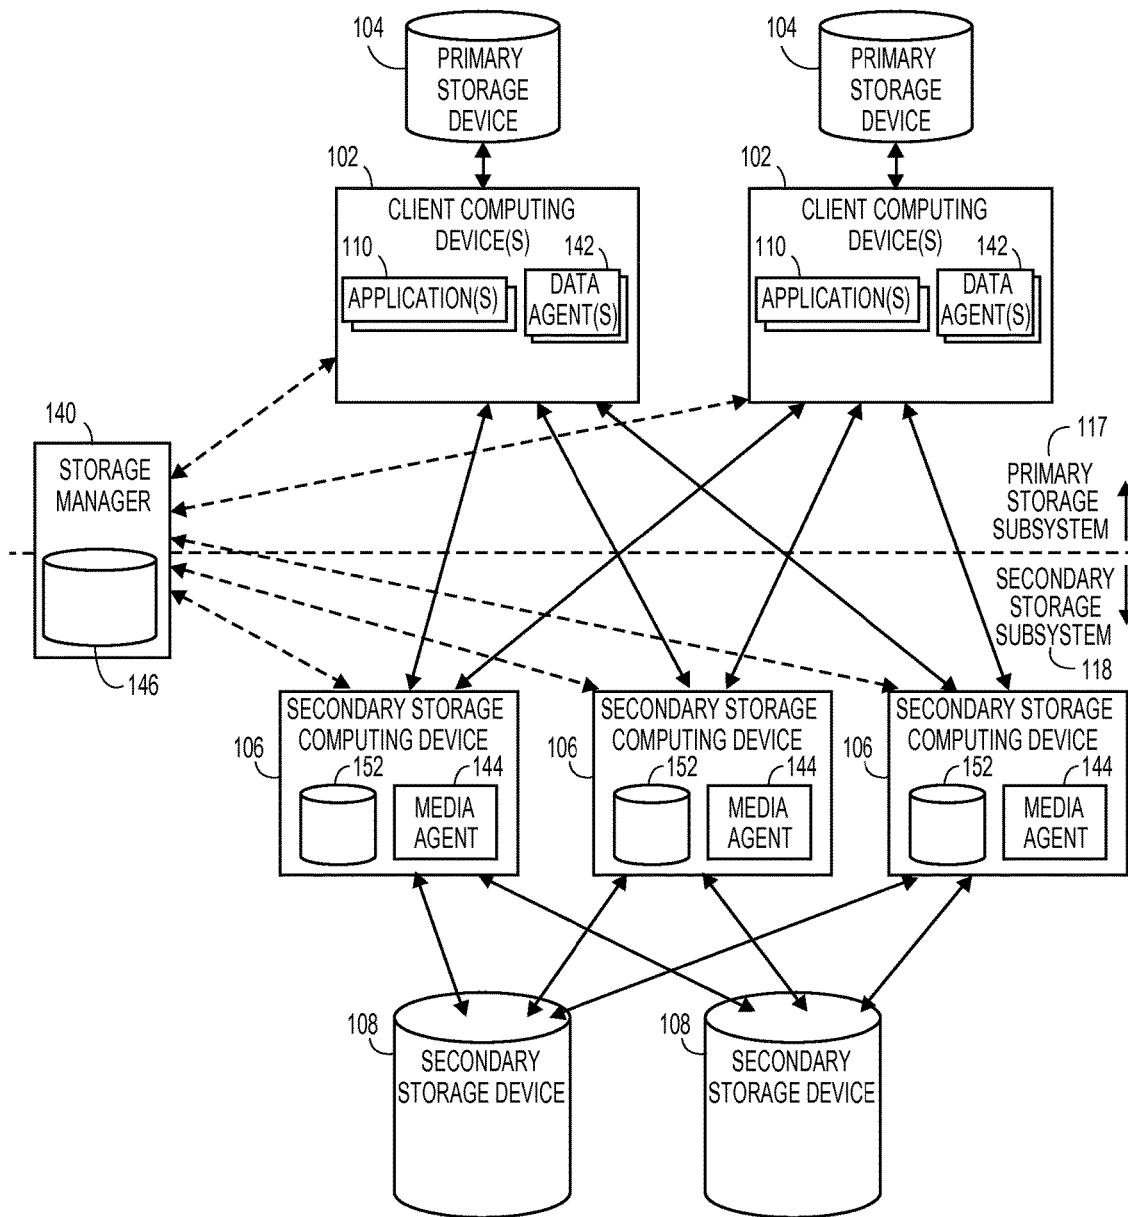 104
PRIMARY
STORAGE
DEVICE
104
PRIMARY
STORAGE
DEVICE
102
CLIENT COMPUTING
DEVICE(S)
110
142
APPLICATION(S)
DATA
AGENT(S)
102
CLIENT COMPUTING
DEVICE(S)
110
142
APPLICATION(S)
DATA
AGENT(S)
140
STORAGE
MANAGER
146
117
PRIMARY
STORAGE
SUBSYSTEM
SECONDARY
STORAGE
SUBSYSTEM
118
SECONDARY STORAGE
COMPUTING DEVICE
106
152
144
MEDIA
AGENT
SECONDARY STORAGE
COMPUTING DEVICE
106
152
144
MEDIA
AGENT
SECONDARY STORAGE
COMPUTING DEVICE
106
152
144
MEDIA
AGENT
108
SECONDARY
STORAGE DEVICE
108
SECONDARY
STORAGE DEVICE